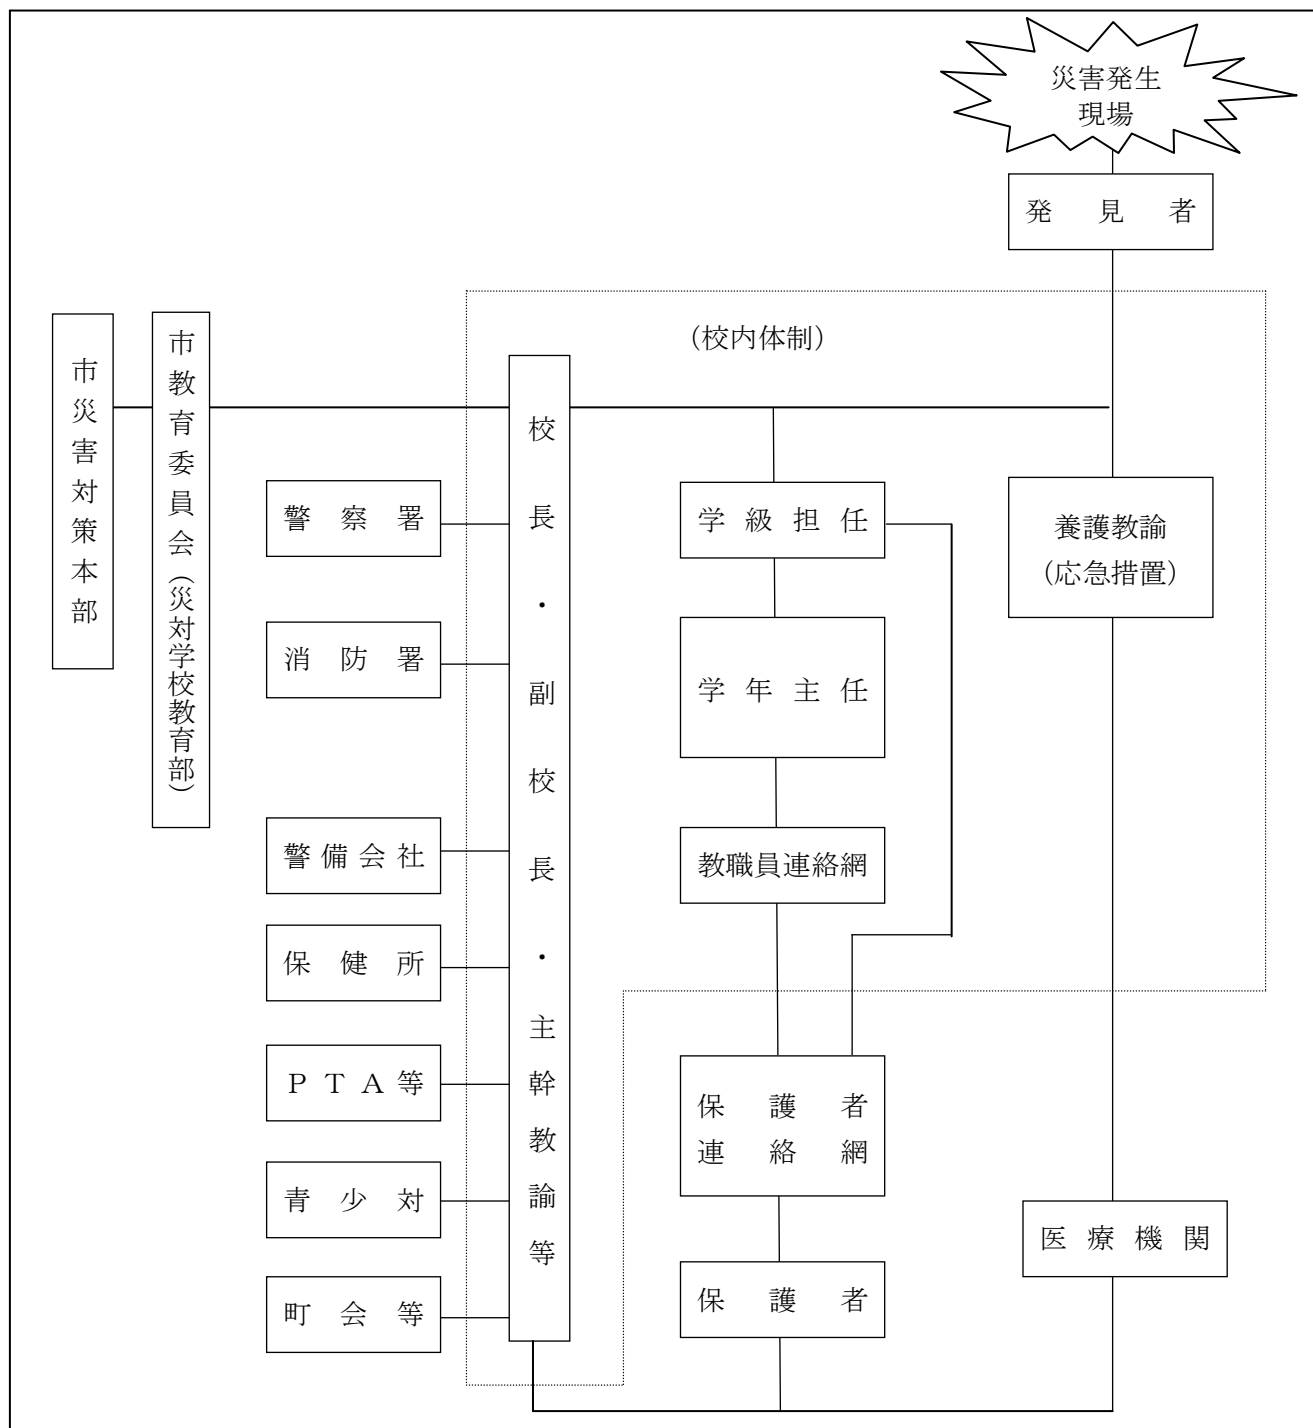 災害発生
現場
発見者
（校内体制）
市災害対策本部
市教育委員会（災対学校教育部）
校長・副校長・主幹教諭等
警察署
消防署
警備会社
保健所
ＰＴＡ等
青少対
町会等
学級担任
学年主任
教職員連絡網
保護者
連絡網
保護者
養護教諭
（応急措置）
医療機関